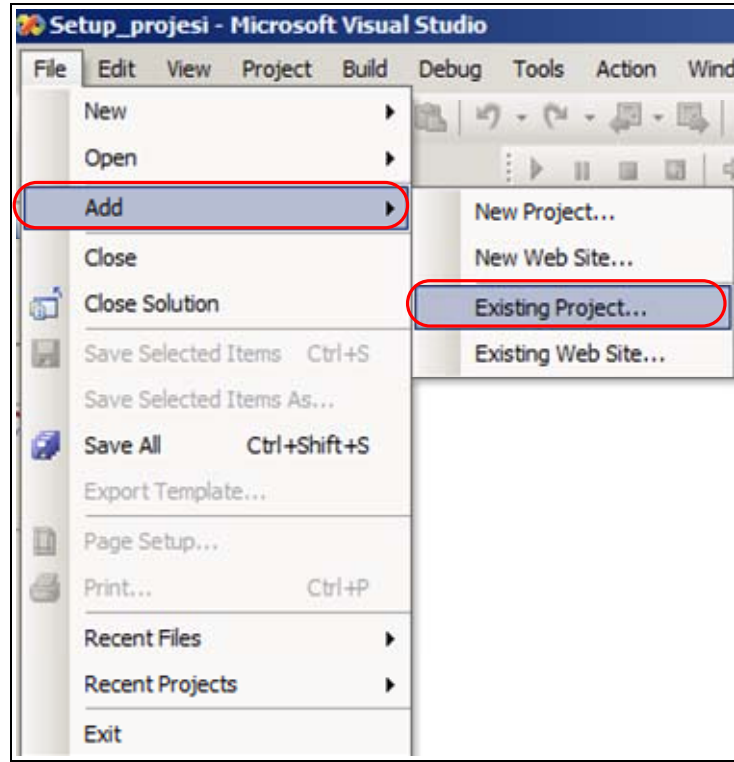 Setup_projesi - Microsoft Visual Studio
File Edit View Project Build Debug Tools Action Wind
New
Open
Add
New Project...
New Web Site...
Existing Project...
Existing Web Site...
Close
Close Solution
Save Selected Items Ctrl+S
Save Selected Items As...
Save All Ctrl+Shift+S
Export Template...
Page Setup...
Print... Ctrl+P
Recent Files
Recent Projects
Exit